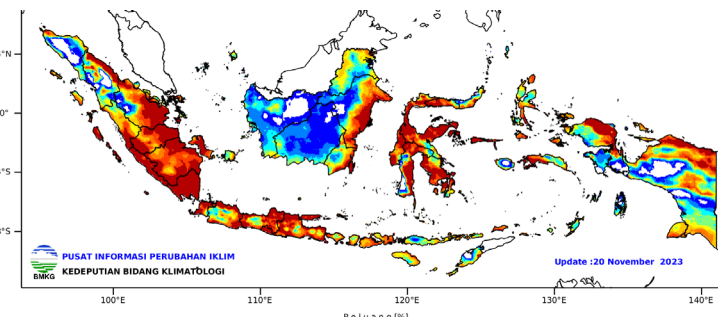 °N
0°
°S
°S
PUSAT INFORMASI PERUBAHAN IKLIM
KEDEPUTIAN BIDANG KLIMATOLOGI
BMKG
Update :20 November 2023
100°E
110°E
120°E
130°E
140°E